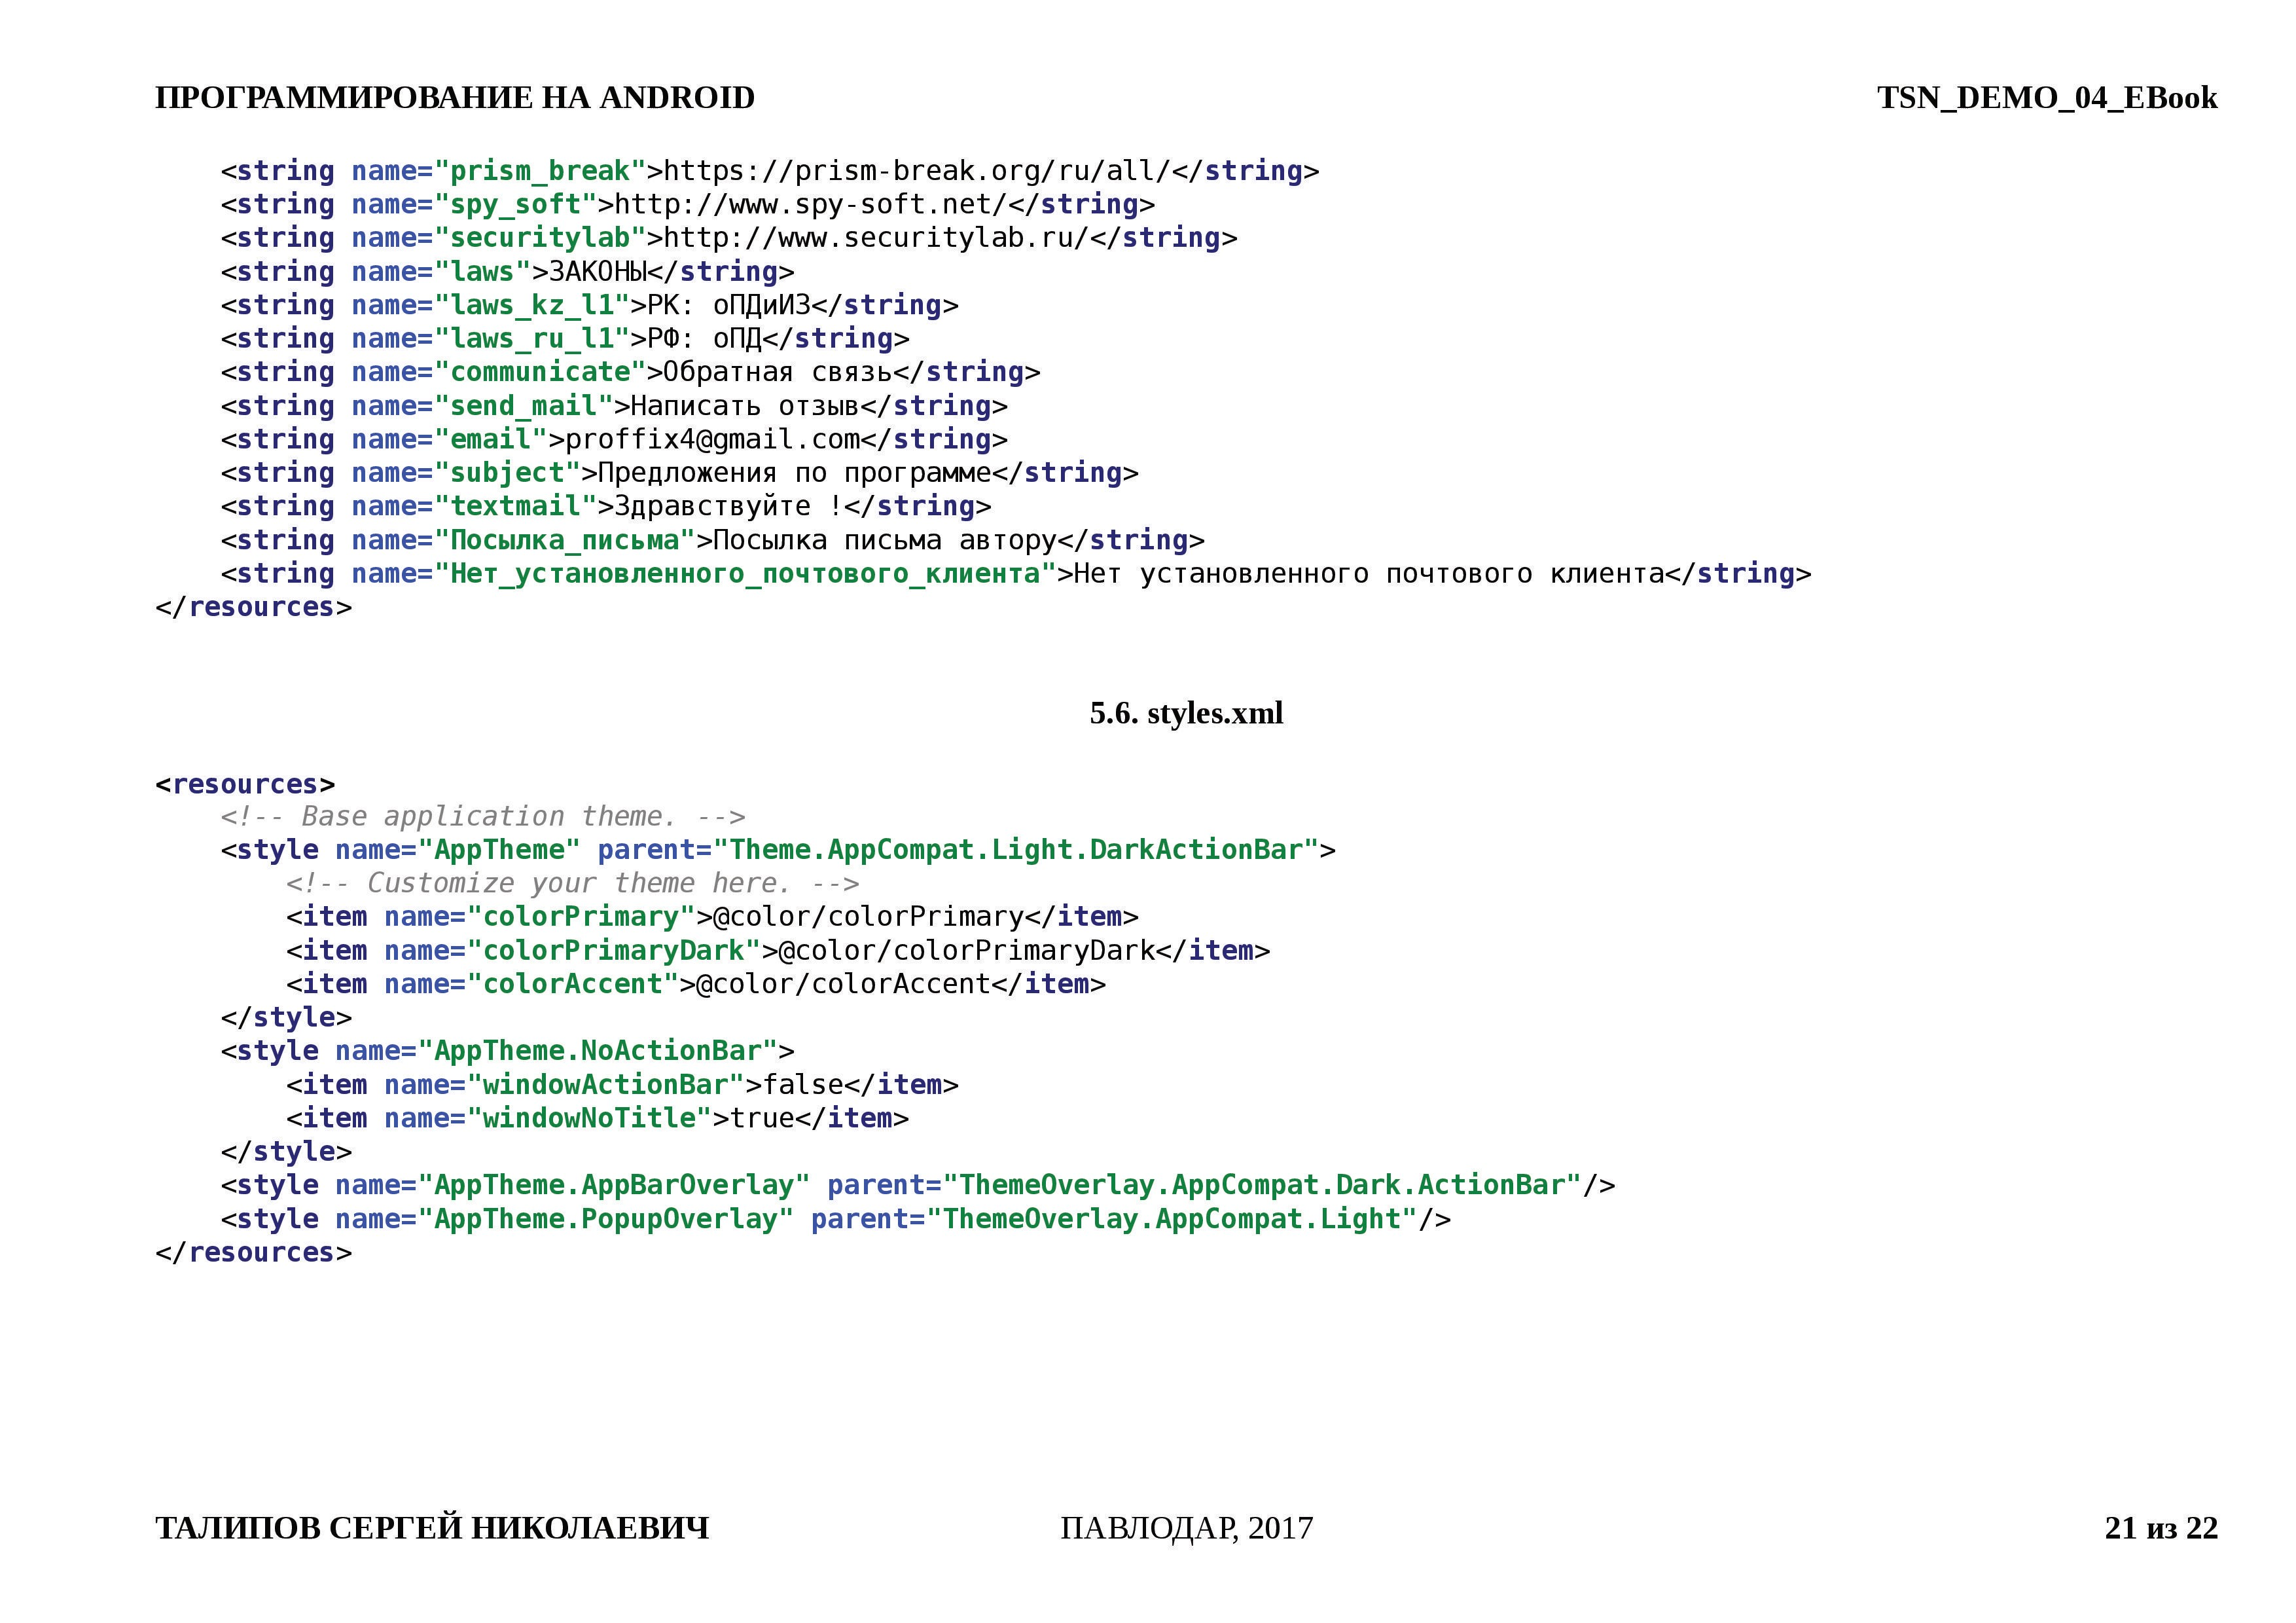 ПРОГРАММИРОВАНИЕ НА ANDROID TSN_DEMO_04_EBook
<string name="prism_break">https://prism-break.org/ru/all/</string>
<string name="spy_soft">http://www.spy-soft.net/</string>
<string name="securitylab">http://www.securitylab.ru/</string>
<string name="laws">ЗАКОНЫ</string>
<string name="laws_kz_l1">РК: оПДиИЗ</string>
<string name="laws_ru_l1">РФ: оПД</string>
<string name="communicate">Обратная связь</string>
<string name="send_mail">Написать отзыв</string>
<string name="email">proffix4@gmail.com</string>
<string name="subject">Предложения по программе</string>
<string name="textmail">Здравствуйте !</string>
<string name="Посылка_письма">Посылка письма автору</string>
<string name="Нет_установленного_почтового_клиента">Нет установленного почтового клиента</string>
</resources>
5.6. styles.xml
<resources>
<!-- Base application theme. -->
<style name="AppTheme" parent="Theme.AppCompat.Light.DarkActionBar">
<!-- Customize your theme here. -->
<item name="colorPrimary">@color/colorPrimary</item>
<item name="colorPrimaryDark">@color/colorPrimaryDark</item>
<item name="colorAccent">@color/colorAccent</item>
</style>
<style name="AppTheme.NoActionBar">
<item name="windowActionBar">false</item>
<item name="windowNoTitle">true</item>
</style>
<style name="AppTheme.AppBarOverlay" parent="ThemeOverlay.AppCompat.Dark.ActionBar"/>
<style name="AppTheme.PopupOverlay" parent="ThemeOverlay.AppCompat.Light"/>
</resources>
ТАЛИПОВ СЕРГЕЙ НИКОЛАЕВИЧ ПАВЛОДАР, 2017 21 из 22